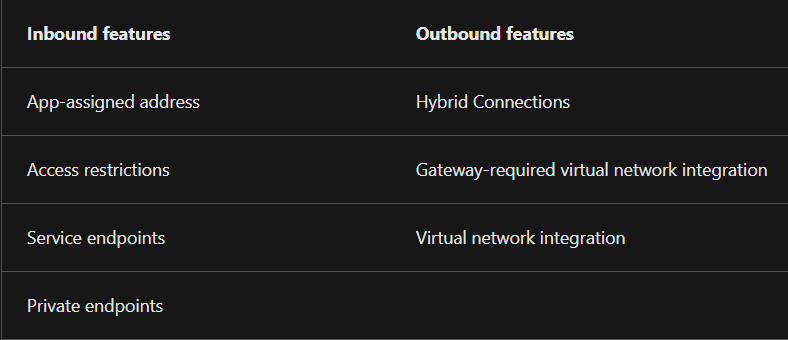 Inbound features Outbound features
App-assigned address Hybrid Connections
Access restrictions Gateway-required virtual network integration
Service endpoints Virtual network integration
Private endpoints